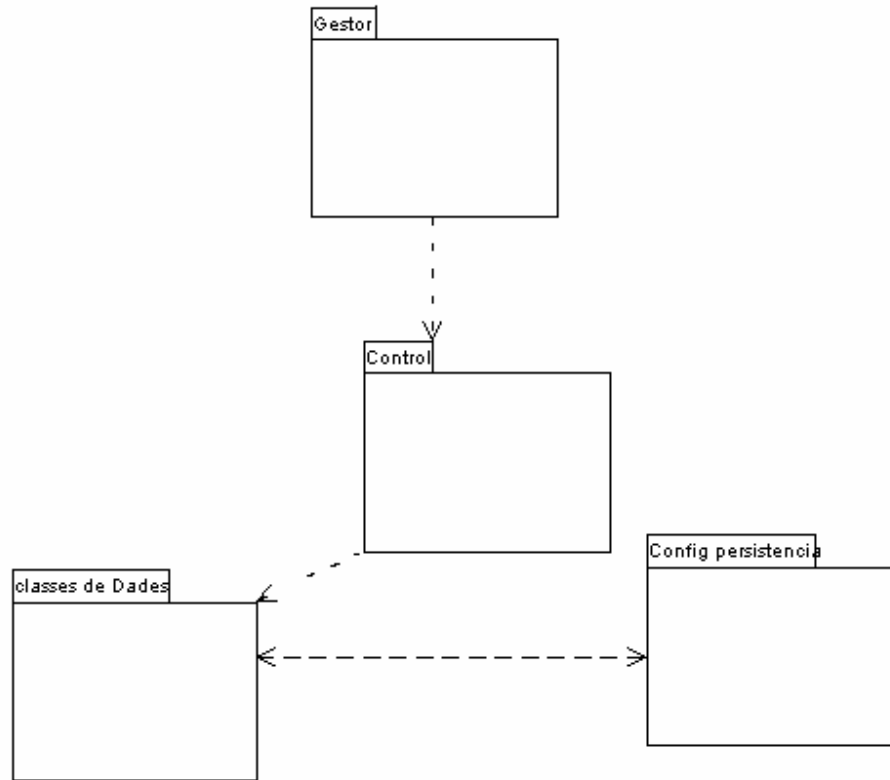 Gestor
Control
Config persistencia
classes de Dades